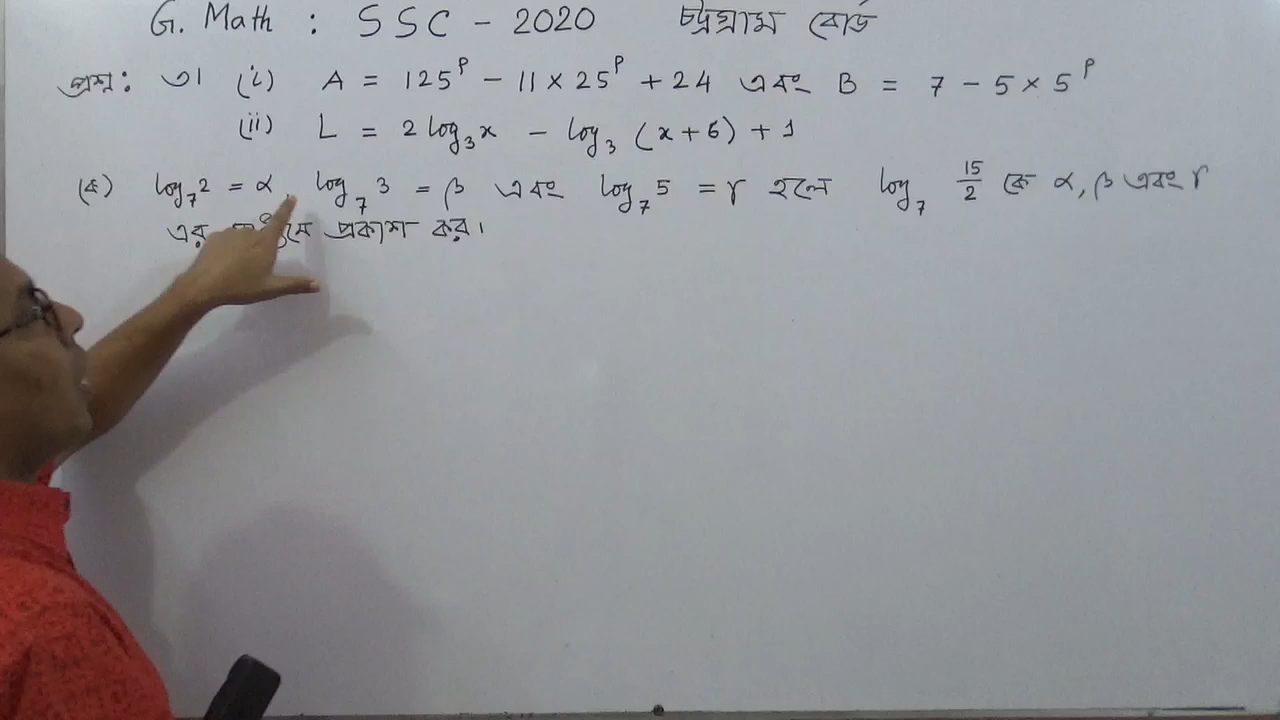 G. Math : SSC - 2020 চট্টগ্রাম বোর্ড
প্রশ্ন: ৩। (i) A = 125^p - 11 × 25^p + 24 এবং B = 7 - 5 × 5^p
(ii) L = 2 log₃x - log₃ (x+6) + 1
(ক) log₇2 = α, log₇3 = β এবং log₇5 = r হলে log₇ 15/2 কে α, β এবং r
এর প্রকাশ কর।